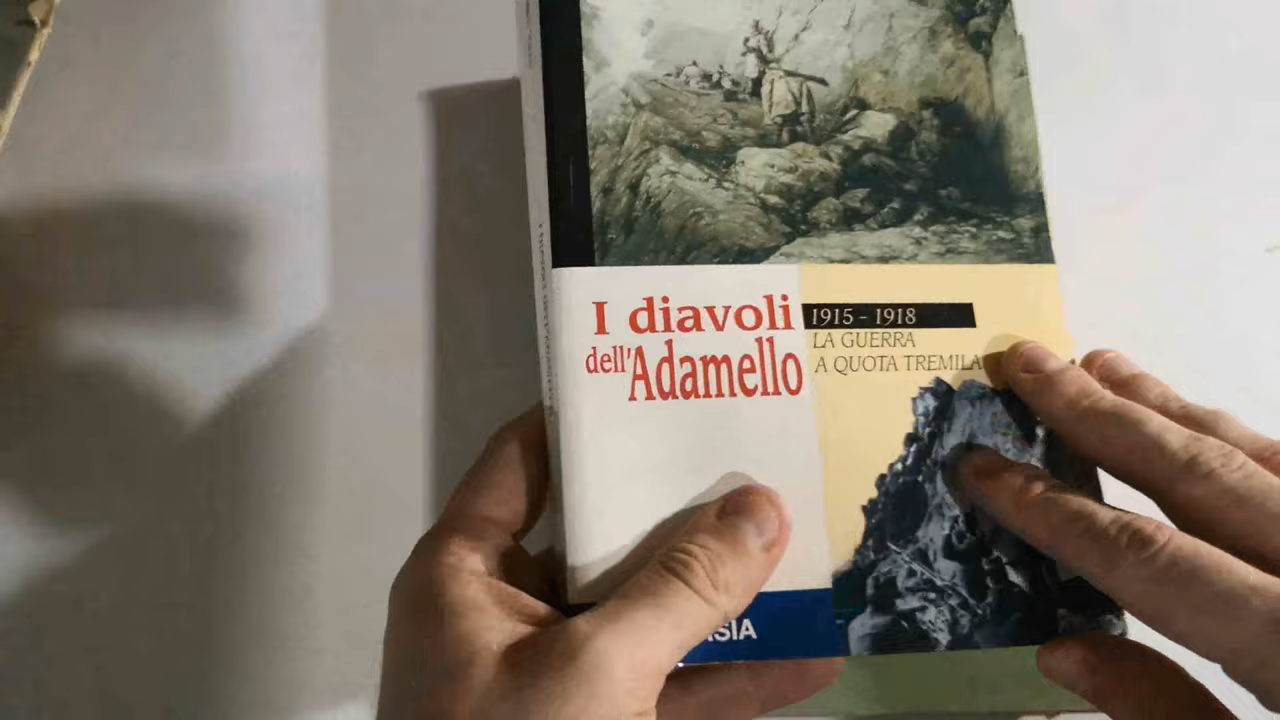 I diavoli
dell'Adamello
1915 - 1918
LA GUERRA
A QUOTA TREMILA